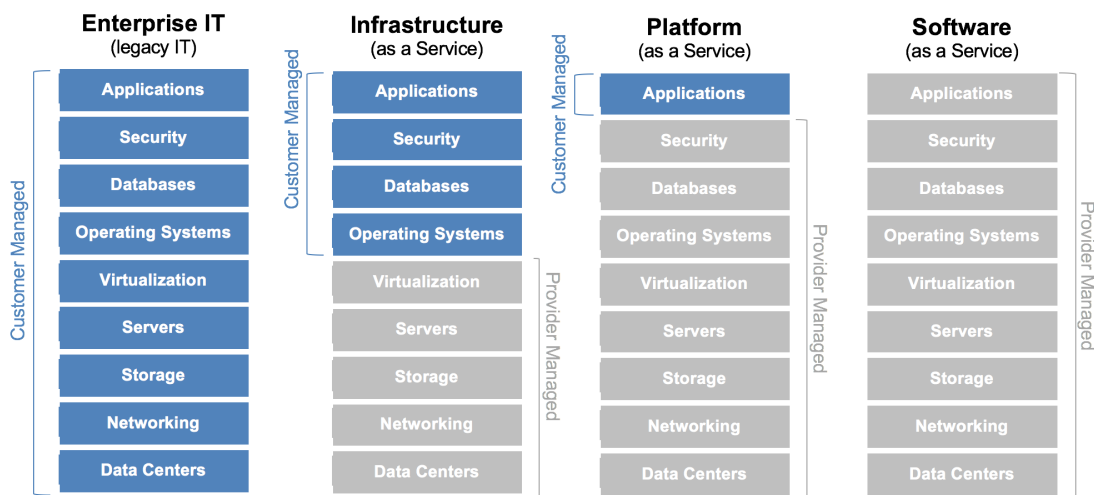 Enterprise IT
(legacy IT)
Customer Managed
Applications
Security
Databases
Operating Systems
Virtualization
Servers
Storage
Networking
Data Centers
Infrastructure
(as a Service)
Customer Managed
Applications
Security
Databases
Operating Systems
Virtualization
Servers
Storage
Networking
Data Centers
Provider Managed
Platform
(as a Service)
Customer Managed
Applications
Security
Databases
Operating Systems
Virtualization
Servers
Storage
Networking
Data Centers
Provider Managed
Software
(as a Service)
Applications
Security
Databases
Operating Systems
Virtualization
Servers
Storage
Networking
Data Centers
Provider Managed